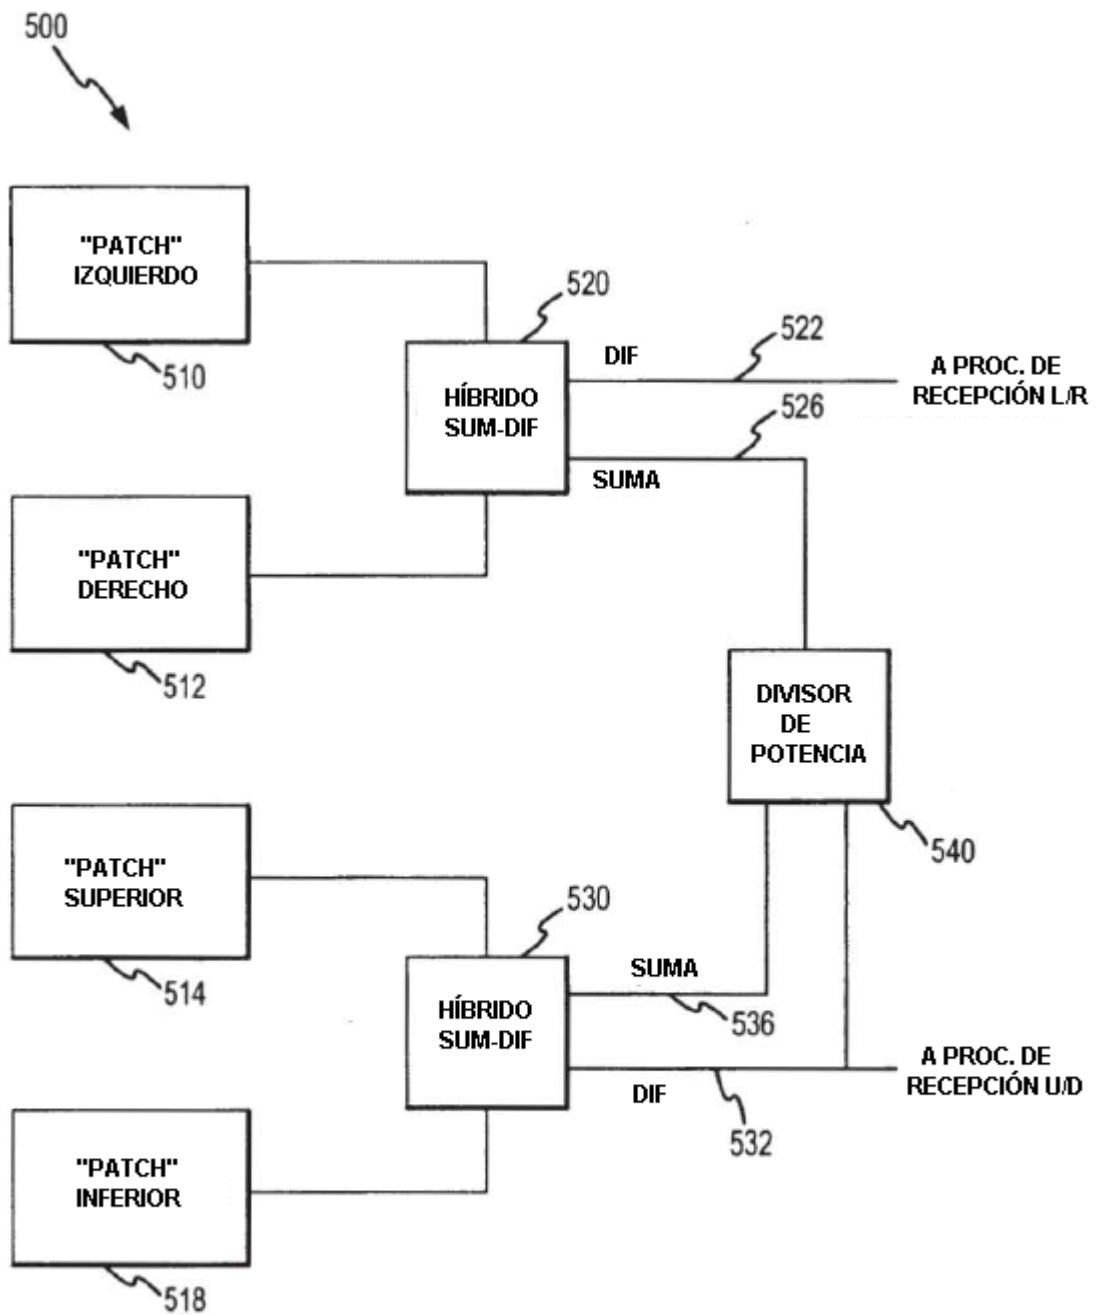 500
"PATCH"
IZQUIERDO
510
520
HÍBRIDO
SUM-DIF
DIF
522
A PROC. DE
RECEPCIÓN L/R
526
SUMA
"PATCH"
DERECHO
512
DIVISOR
DE
POTENCIA
540
"PATCH"
SUPERIOR
514
530
HÍBRIDO
SUM-DIF
SUMA
536
A PROC. DE
RECEPCIÓN U/D
DIF
532
"PATCH"
INFERIOR
518